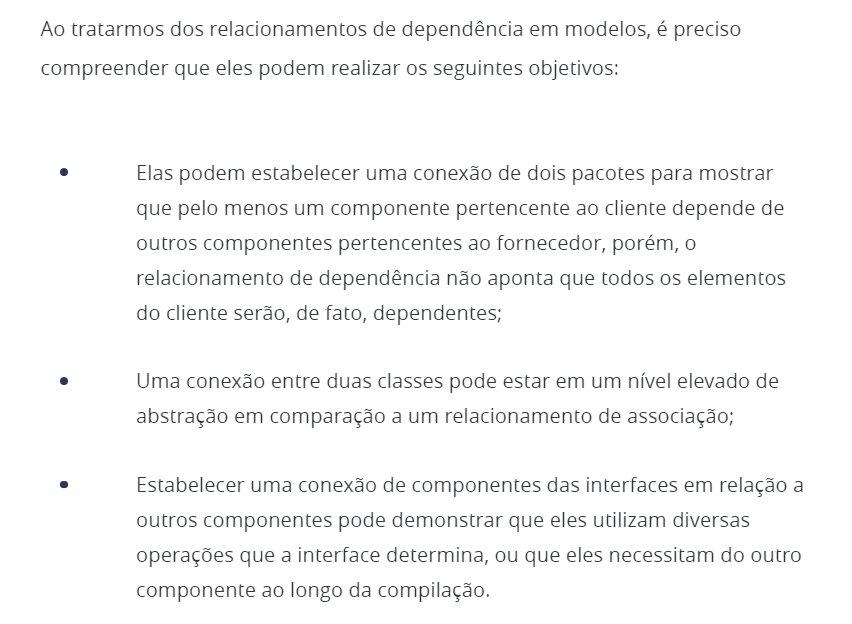 Ao tratarmos dos relacionamentos de dependência em modelos, é preciso
compreender que eles podem realizar os seguintes objetivos:
• Elas podem estabelecer uma conexão de dois pacotes para mostrar
que pelo menos um componente pertencente ao cliente depende de
outros componentes pertencentes ao fornecedor, porém, o
relacionamento de dependência não aponta que todos os elementos
do cliente serão, de fato, dependentes;
• Uma conexão entre duas classes pode estar em um nível elevado de
abstração em comparação a um relacionamento de associação;
• Estabelecer uma conexão de componentes das interfaces em relação a
outros componentes pode demonstrar que eles utilizam diversas
operações que a interface determina, ou que eles necessitam do outro
componente ao longo da compilação.